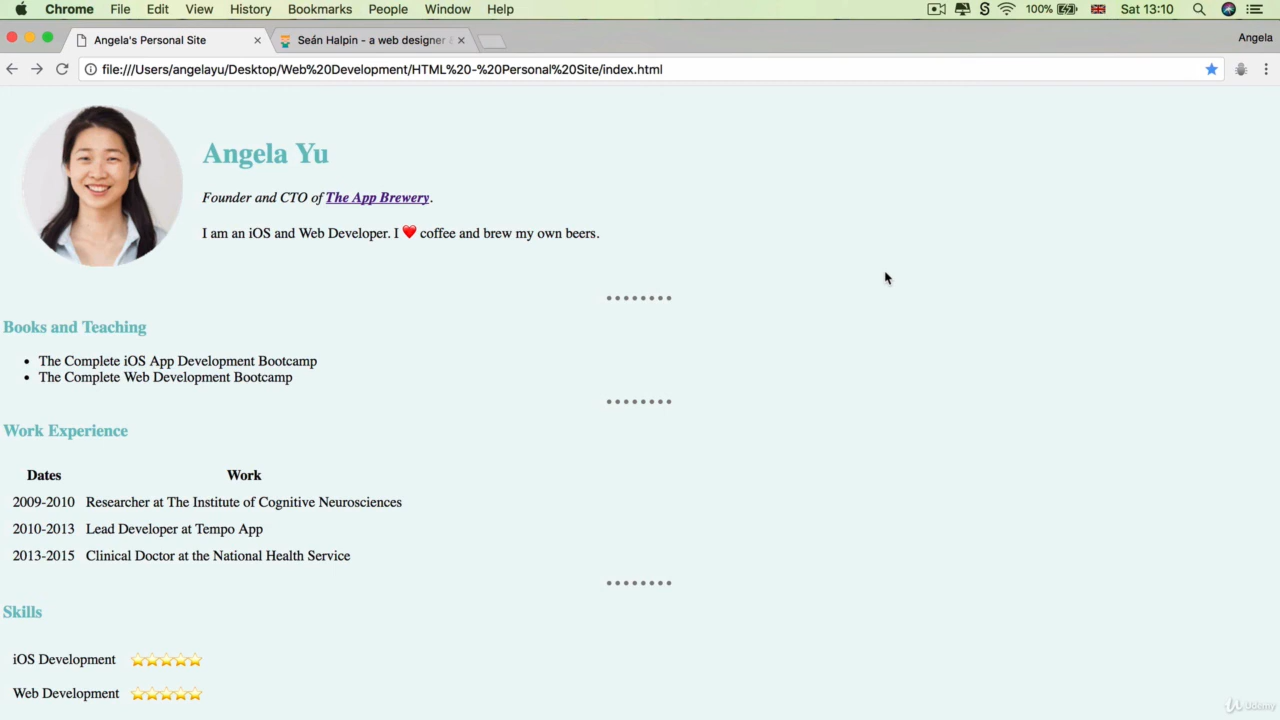 Chrome File Edit View History Bookmarks People Window Help 100% Sat 13:10
Angela's Personal Site Seán Halpin - a web designer Angela
file:///Users/angelayu/Desktop/Web%20Development/HTML%20-%20Personal%20Site/index.html
Angela Yu
Founder and CTO of The App Brewery.
I am an iOS and Web Developer. I ❤️ coffee and brew my own beers.
Books and Teaching
• The Complete iOS App Development Bootcamp
• The Complete Web Development Bootcamp
Work Experience
Dates Work
2009-2010 Researcher at The Institute of Cognitive Neurosciences
2010-2013 Lead Developer at Tempo App
2013-2015 Clinical Doctor at the National Health Service
Skills
iOS Development ⭐⭐⭐⭐⭐
Web Development ⭐⭐⭐⭐⭐
Udemy